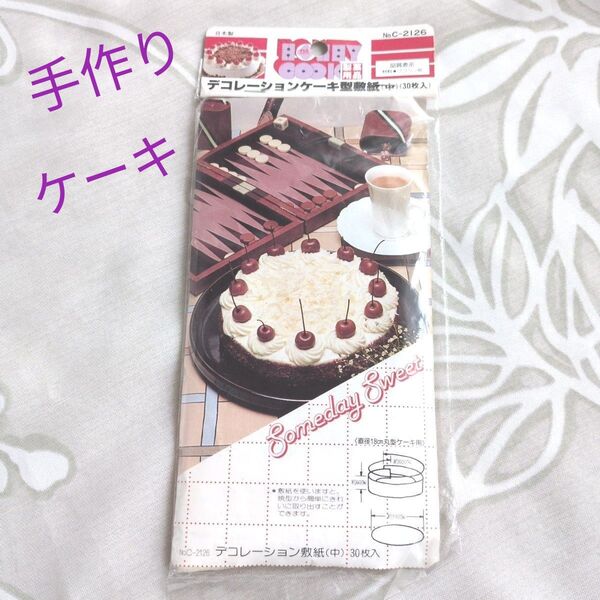 手作り
ケーキ
日本製
No.C-2126
HOBBY
COOK
デコレーションケーキ型敷紙(中)(30枚入)
品質表示
Someday Sweet
(直径18cm丸型ケーキ用)
●敷紙を使いますと、
焼型から簡単にきれ
いに取り出すことが
できます。
No.C-2126 デコレーション敷紙(中) 30枚入